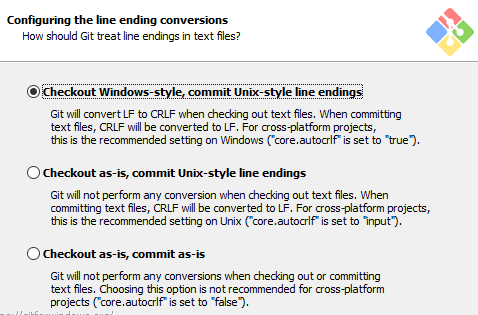 Configuring the line ending conversions
How should Git treat line endings in text files?
Checkout Windows-style, commit Unix-style line endings
Git will convert LF to CRLF when checking out text files. When committing
text files, CRLF will be converted to LF. For cross-platform projects,
this is the recommended setting on Windows ("core.autocrlf" is set to "true").
Checkout as-is, commit Unix-style line endings
Git will not perform any conversion when checking out text files. When
committing text files, CRLF will be converted to LF. For cross-platform projects,
this is the recommended setting on Unix ("core.autocrlf" is set to "input").
Checkout as-is, commit as-is
Git will not perform any conversions when checking out or committing
text files. Choosing this option is not recommended for cross-platform
projects ("core.autocrlf" is set to "false").